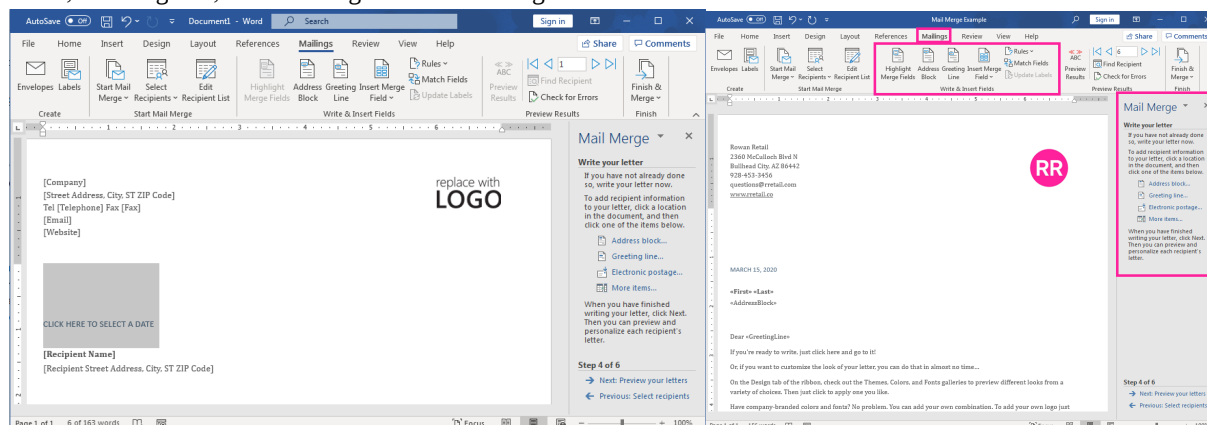 AutoSave Off Document1 - Word Search Sign in
File Home Insert Design Layout References Mailings Review View Help Share Comments
Envelopes Labels Start Mail Merge Select Recipients Edit Recipient List Highlight Merge Fields Address Block Greeting Line Insert Merge Field Rules Match Fields Update Labels ABC Preview Results 1 Find Recipient Check for Errors Finish & Merge
Create Start Mail Merge Write & Insert Fields Preview Results Finish
1 2 3 4 5 6
Mail Merge
Write your letter
If you have not already done
so, write your letter now.
To add recipient information
to your letter, click a location
in the document, and then
click one of the items below.
Address block...
Greeting line...
Electronic postage...
More items...
When you have finished
writing your letter, click Next.
Then you can preview and
personalize each recipient's
letter.
Step 4 of 6
Next: Preview your letters
Previous: Select recipients
[Company]
[Street Address, City, ST ZIP Code]
Tel [Telephone] Fax [Fax]
[Email]
[Website]
replace with
LOGO
CLICK HERE TO SELECT A DATE
[Recipient Name]
[Recipient Street Address, City, ST ZIP Code]
Page 1 of 1 6 of 163 words Focus 100%
AutoSave Off Mail Merge Example Sign in
File Home Insert Design Layout References Mailings Review View Help Share Comments
Envelopes Labels Start Mail Merge Select Recipients Edit Recipient List Highlight Merge Fields Address Block Greeting Line Insert Merge Field Rules Match Fields Update Labels ABC Preview Results 6 Find Recipient Check for Errors Finish & Merge
Create Start Mail Merge Write & Insert Fields Preview Results Finish
Mail Merge
Write your letter
If you have not already done
so, write your letter now.
To add recipient information
to your letter, click a location
in the document, and then
click one of the items below.
Address block...
Greeting line...
Electronic postage...
More items...
When you have finished
writing your letter, click Next.
Then you can preview and
personalize each recipient's
letter.
Step 4 of 6
Next: Preview your letters
Previous: Select recipients
Rowan Retail
2360 McCulloch Blvd N
Bullhead City, AZ 86442
928-453-3456
questions@rretail.com
www.rretail.co
RR
MARCH 15, 2020
«First» «Last»
«AddressBlock»
Dear «GreetingLine»
If you're ready to write, just click here and go to it!
Or, if you want to customize the look of your letter, you can do that in almost no time...
On the Design tab of the ribbon, check out the Themes, Colors, and Fonts galleries to preview different looks from a
variety of choices. Then just click to apply one you like.
Have company-branded colors and fonts? No problem. You can add your own combination. To add your own logo just